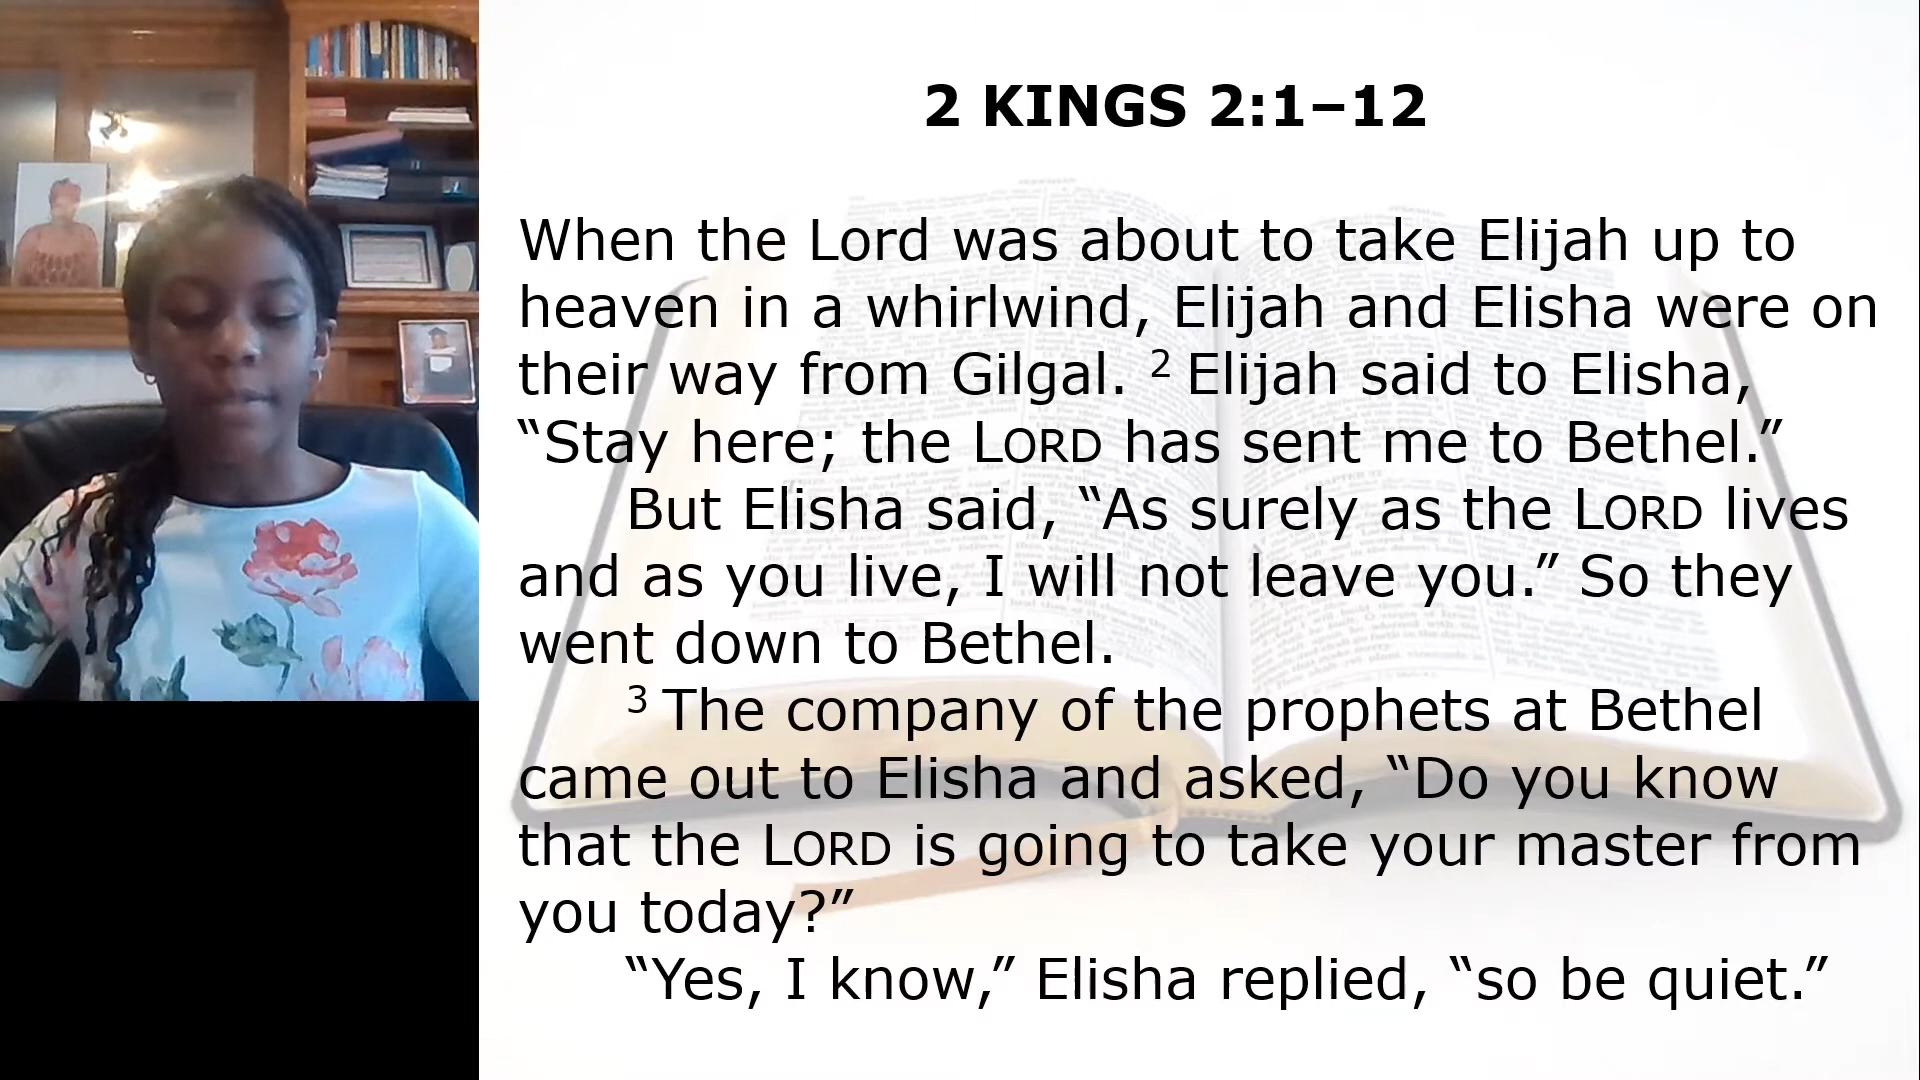 2 KINGS 2:1–12
When the Lord was about to take Elijah up to
heaven in a whirlwind, Elijah and Elisha were on
their way from Gilgal. ² Elijah said to Elisha,
“Stay here; the LORD has sent me to Bethel.”
But Elisha said, “As surely as the LORD lives
and as you live, I will not leave you.” So they
went down to Bethel.
³ The company of the prophets at Bethel
came out to Elisha and asked, “Do you know
that the LORD is going to take your master from
you today?”
“Yes, I know,” Elisha replied, “so be quiet.”